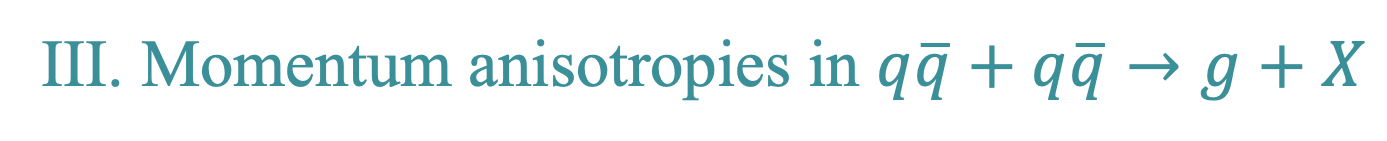 III. Momentum anisotropies in 𝑞𝑞̅ + 𝑞𝑞̅ → 𝑔 + 𝑋